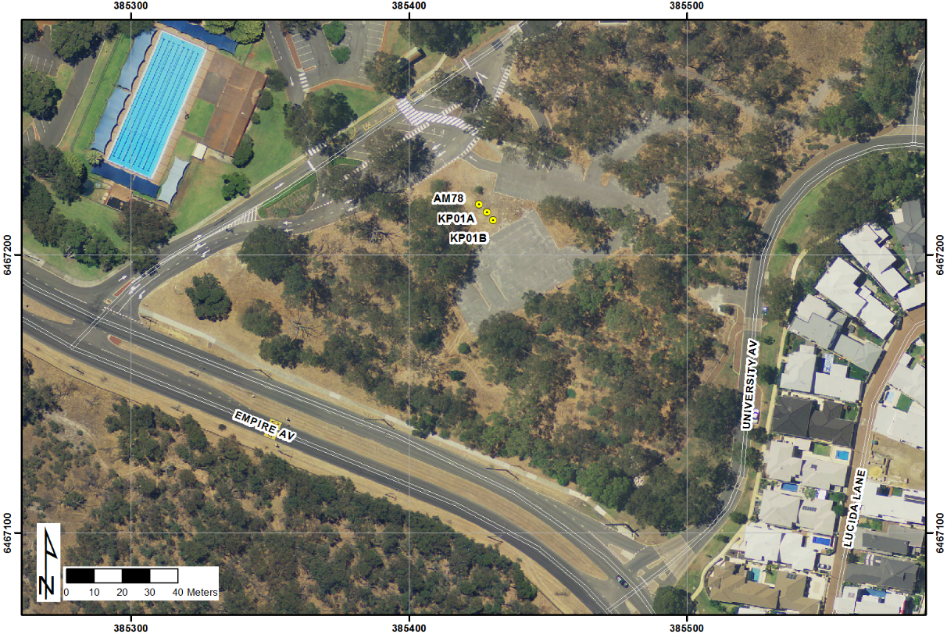 385300 385400 385500
AM78
KP01A
KP01B
6467200 6467200
UNIVERSITY AV
EMPIRE AV
LUCIDA LANE
6467100 6467100
N
0 10 20 30 40 Meters
385300 385400 385500